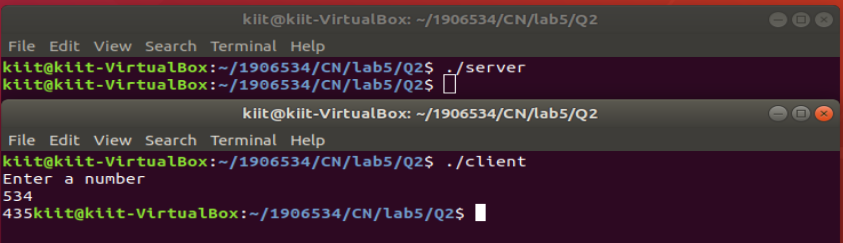 kiit@kiit-VirtualBox: ~/1906534/CN/lab5/Q2
File Edit View Search Terminal Help
kiit@kiit-VirtualBox:~/1906534/CN/lab5/Q2$ ./server
kiit@kiit-VirtualBox:~/1906534/CN/lab5/Q2$
kiit@kiit-VirtualBox: ~/1906534/CN/lab5/Q2
File Edit View Search Terminal Help
kiit@kiit-VirtualBox:~/1906534/CN/lab5/Q2$ ./client
Enter a number
534
435kiit@kiit-VirtualBox:~/1906534/CN/lab5/Q2$